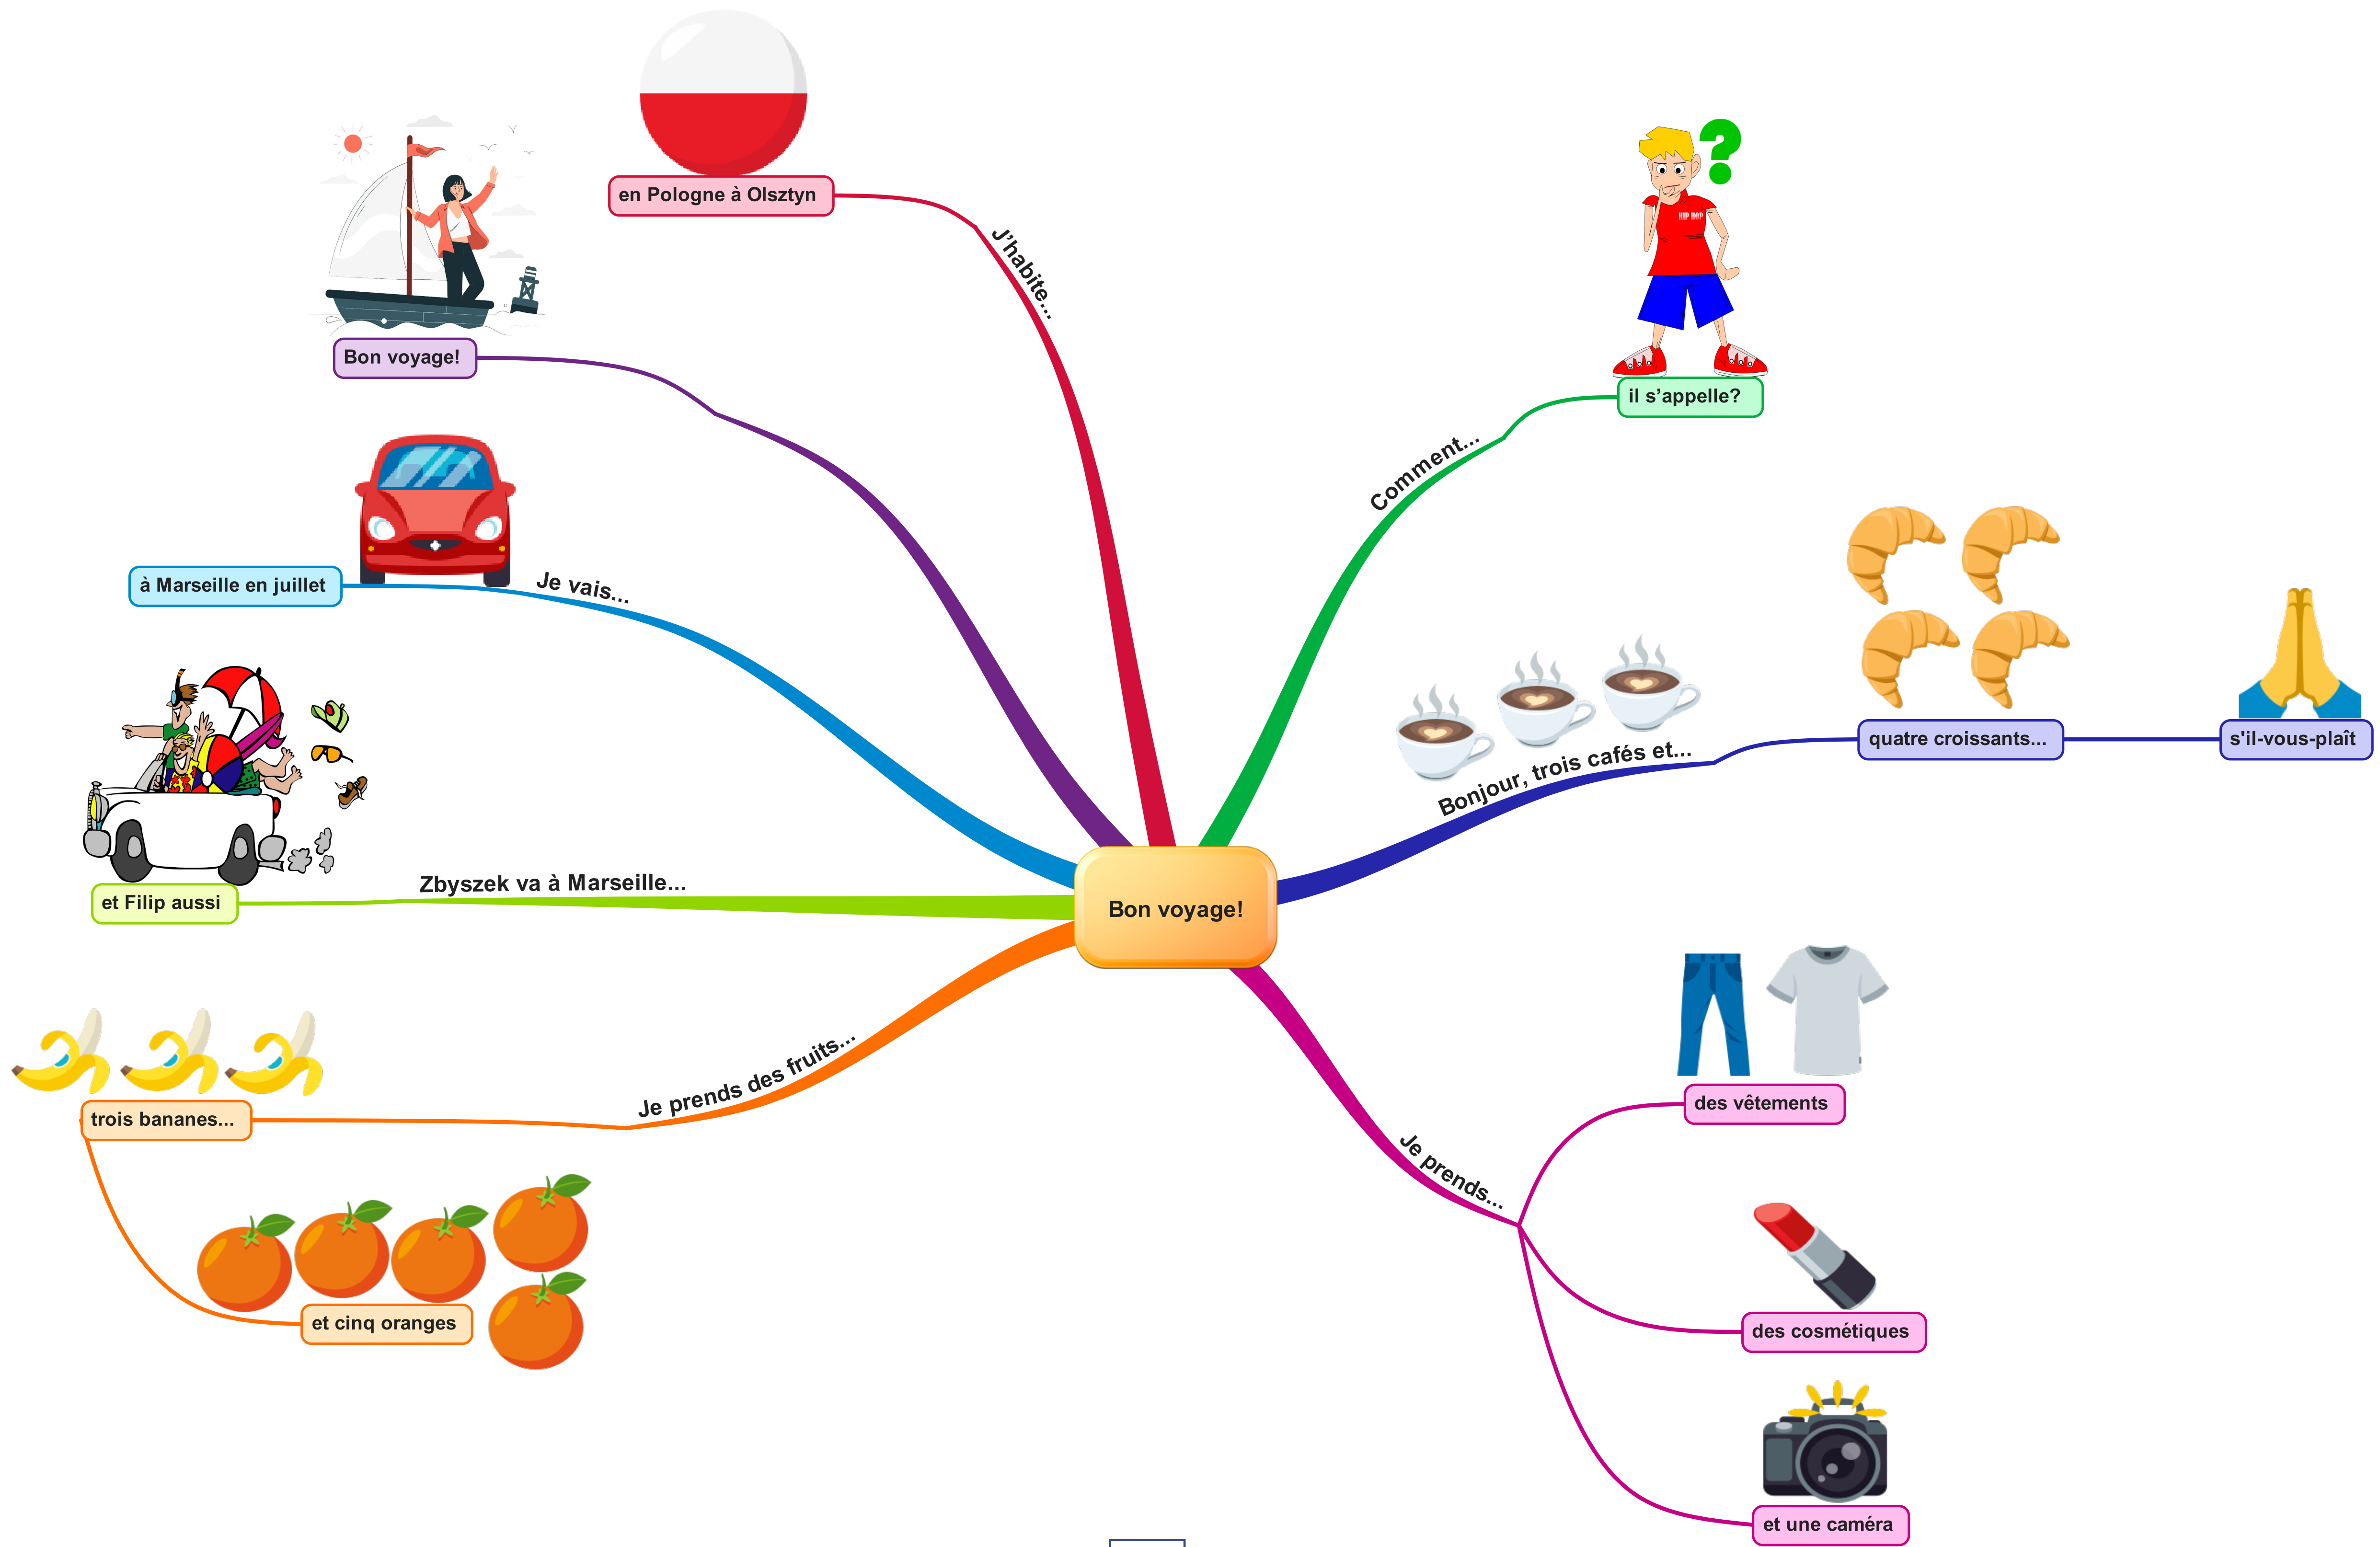 Bon voyage!
Comment...
il s’appelle?
HIP HOP
Bonjour, trois cafés et...
quatre croissants...
s'il-vous-plaît
Je prends...
des vêtements
des cosmétiques
et une caméra
Je prends des fruits...
trois bananes...
et cinq oranges
Zbyszek va à Marseille...
et Filip aussi
Je vais...
à Marseille en juillet
Bon voyage!
J’habite...
en Pologne à Olsztyn